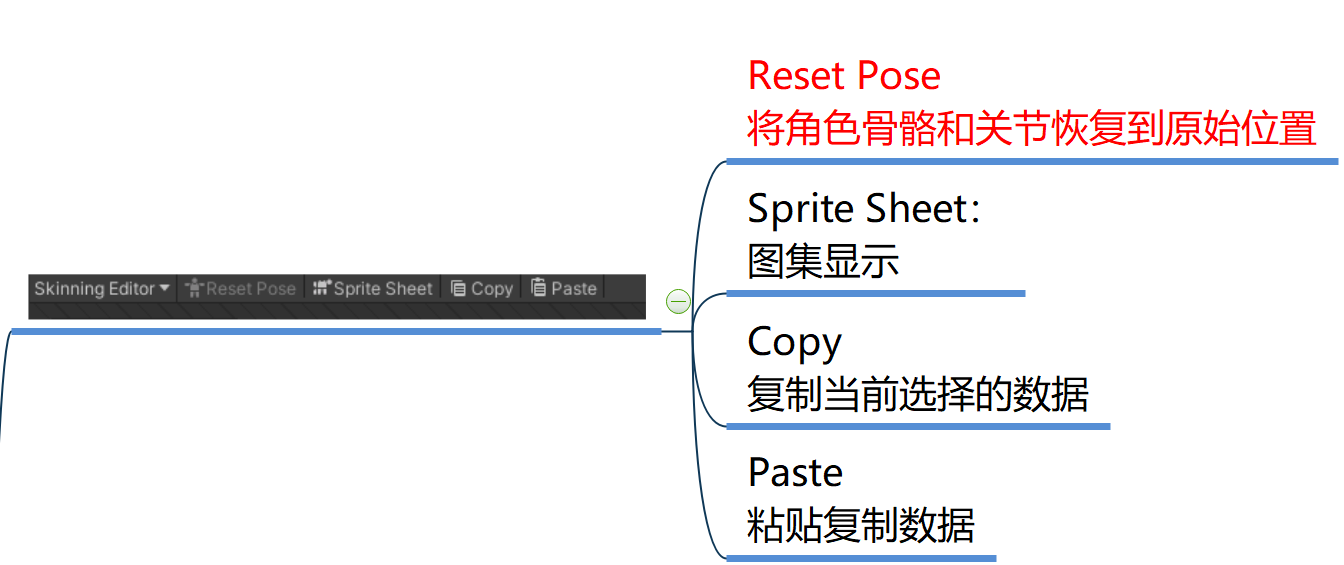 Skinning Editor Reset Pose Sprite Sheet Copy Paste
Reset Pose
将角色骨骼和关节恢复到原始位置
Sprite Sheet：
图集显示
Copy
复制当前选择的数据
Paste
粘贴复制数据